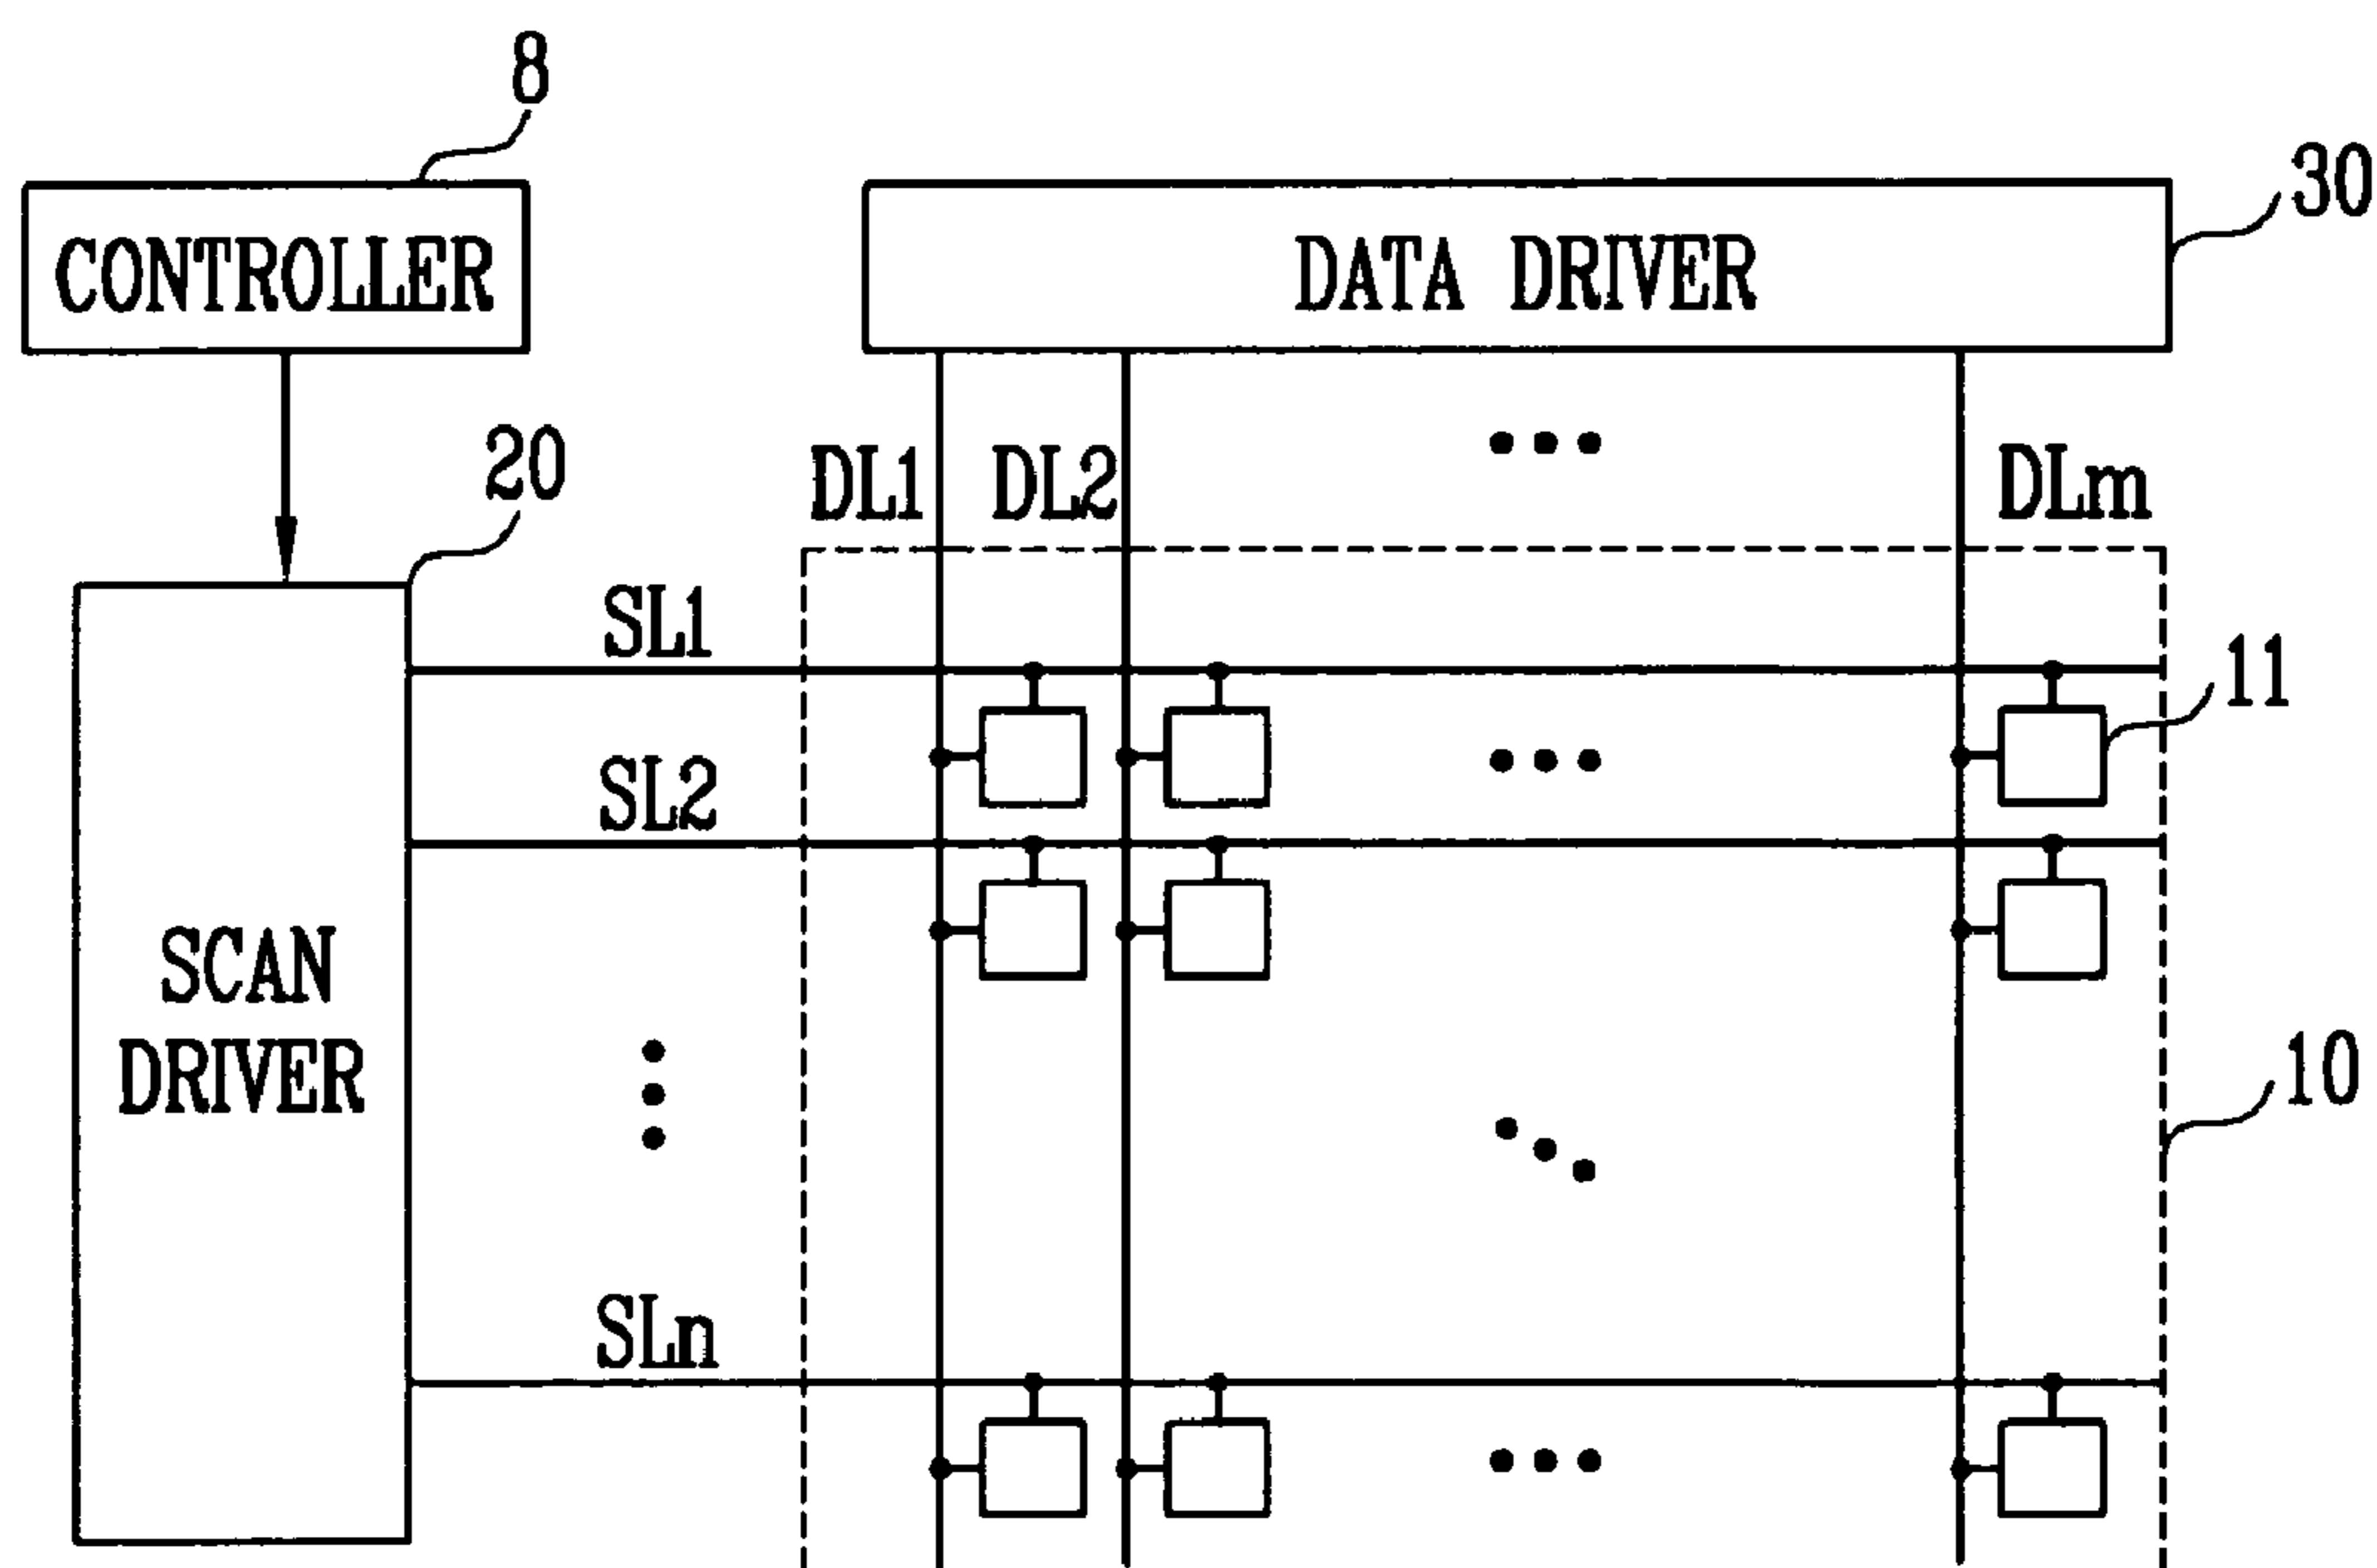 8
30
CONTROLLER
DATA DRIVER
20
DL1
DL2
DLm
SL1
11
SL2
SCAN
DRIVER
10
SLn